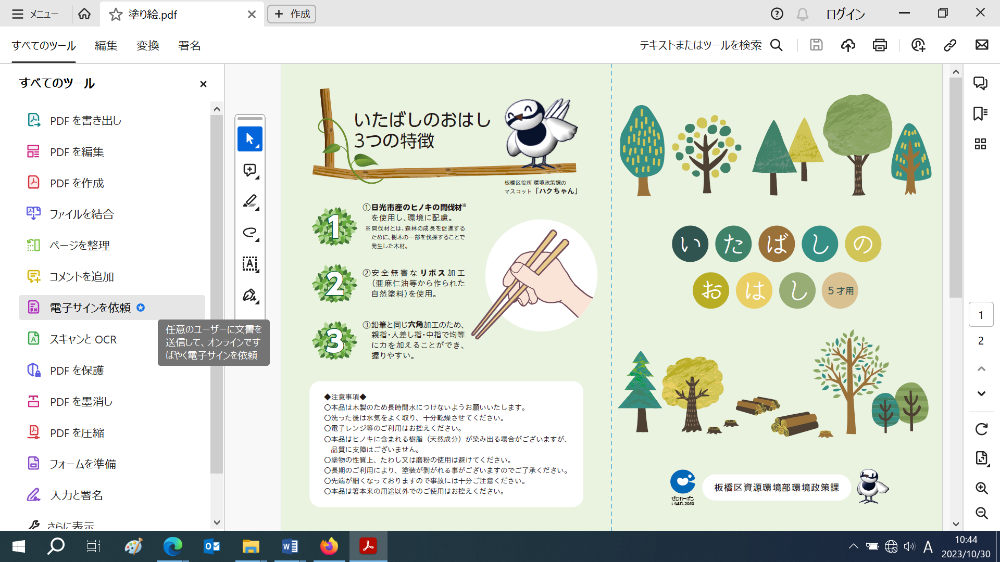 メニュー
塗り絵.pdf
作成
ログイン
すべてのツール
編集
変換
署名
テキストまたはツールを検索
すべてのツール
PDF を書き出し
PDF を編集
PDF を作成
ファイルを結合
ページを整理
コメントを追加
電子サインを依頼
任意のユーザーに文書を
送信して、オンラインです
ばやく電子サインを依頼
スキャンと OCR
PDF を保護
PDF を墨消し
PDF を圧縮
フォームを準備
入力と署名
さらに表示
いたばしのおはし
3つの特徴
板橋区役所 環境政策課の
マスコット「ハクちゃん」
1
①日光市産のヒノキの間伐材※
を使用し、環境に配慮。
※間伐材とは、森林の成長を促進する
ために、樹木の一部を伐採することで
発生した木材。
2
②安全無害なリボス加工
（亜麻仁油等から作られた
自然塗料）を使用。
3
③鉛筆と同じ六角加工のため、
親指・人差し指・中指で均等
に力を加えることができ、
握りやすい。
◆注意事項◆
〇本品は木製のため長時間水につけないようお願いいたします。
〇洗った後は水気をよく取り、十分乾燥させてください。
〇電子レンジ等のご利用はお控えください。
〇本品はヒノキに含まれる樹脂（天然成分）が染み出る場合がございますが、
品質に支障はございません。
〇塗物の性質上、たわし又は磨粉の使用は避けてください。
〇長期のご利用により、塗装が剥がれる事がございますのでご了承ください。
〇先端が細くなっておりますので事故には十分ご注意ください。
〇本品は箸本来の用途以外でのご使用はお控えください。
いたばしの
おはし 5才用
ゼロカーボン
いたばし2050
板橋区資源環境部環境政策課
1
2
A
10:44
2023/10/30